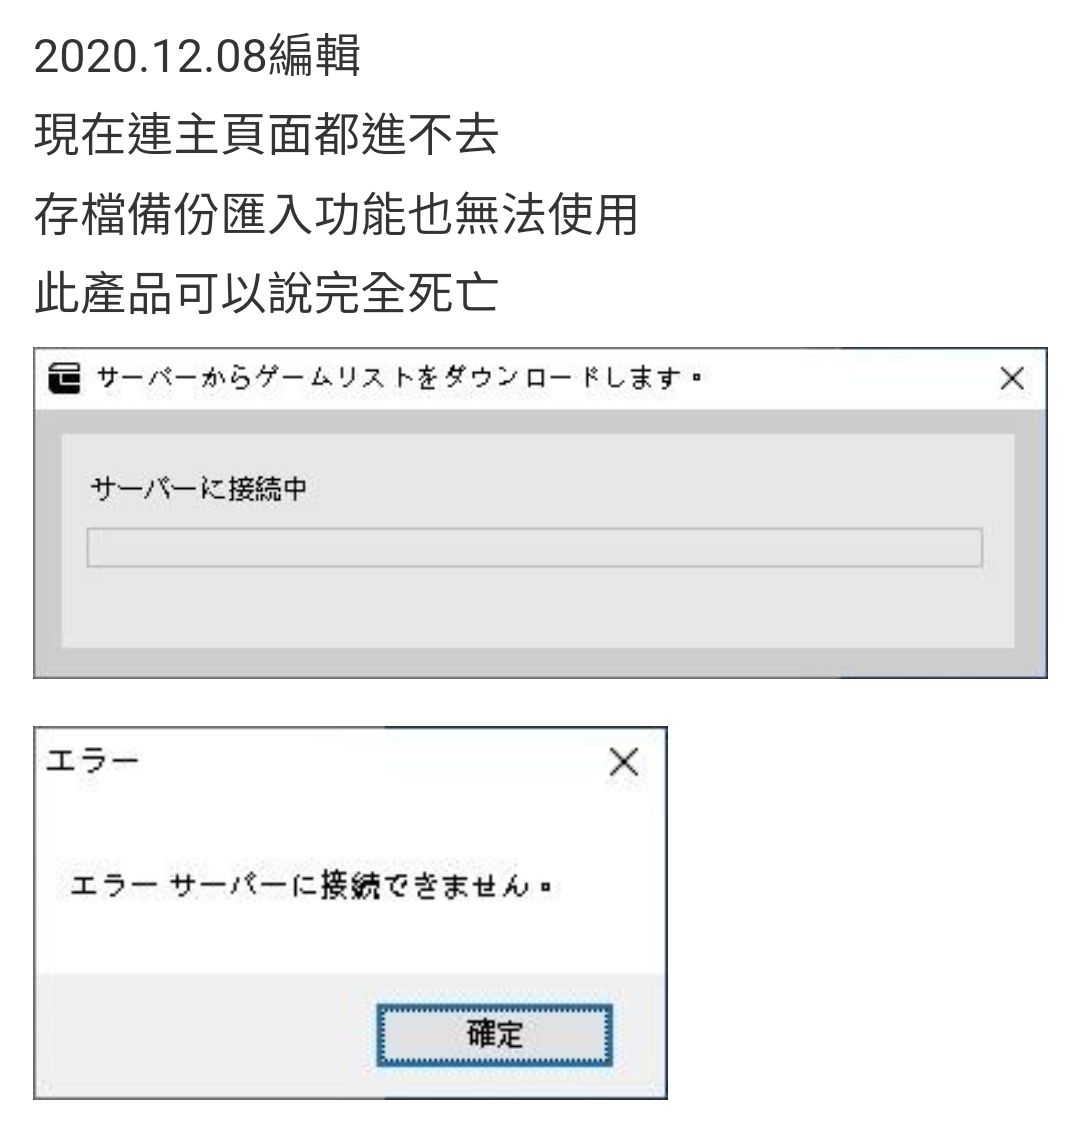 2020.12.08編輯
現在連主頁面都進不去
存檔備份匯入功能也無法使用
此產品可以說完全死亡
サーバーからゲームリストをダウンロードします。
サーバーに接続中
エラー
エラー サーバーに接続できません。
確定